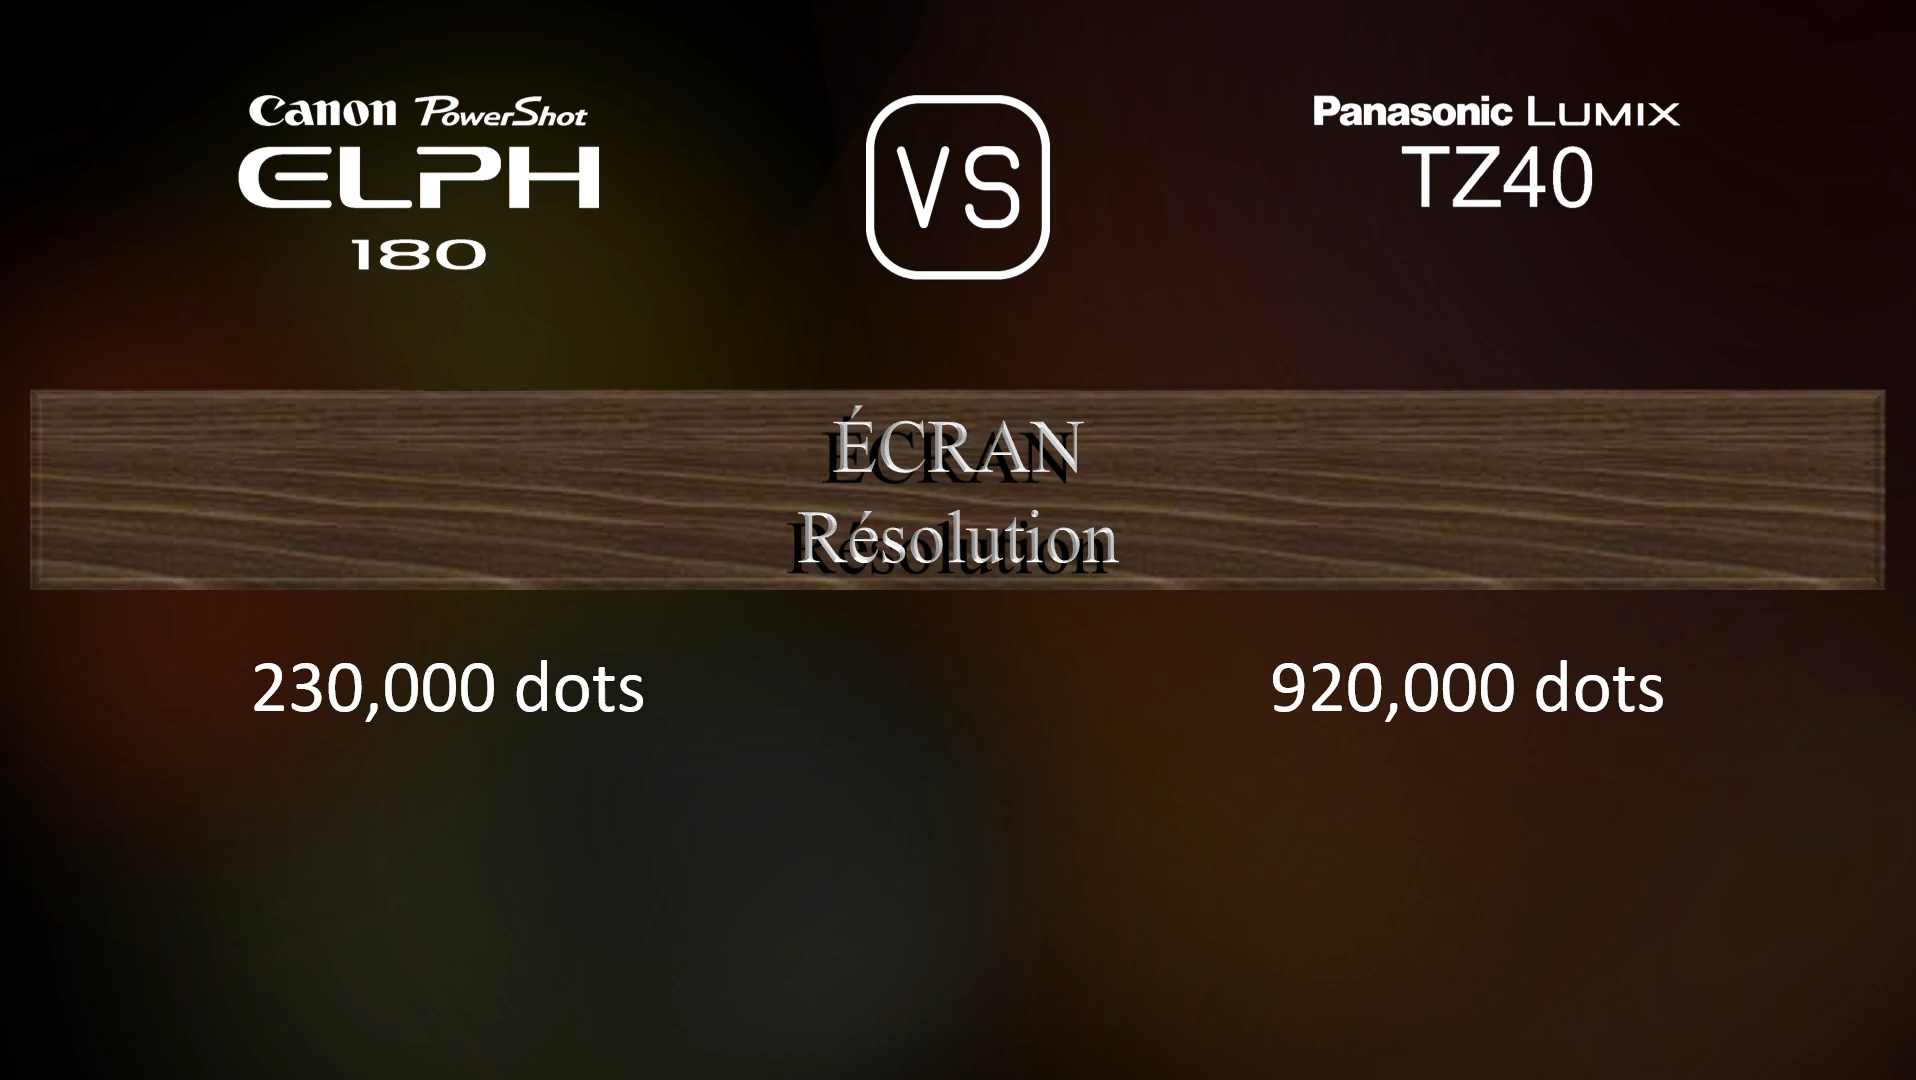 Canon PowerShot
ELPH
180
VS
Panasonic LUMIX
TZ40
ÉCRAN
Résolution
230,000 dots
920,000 dots